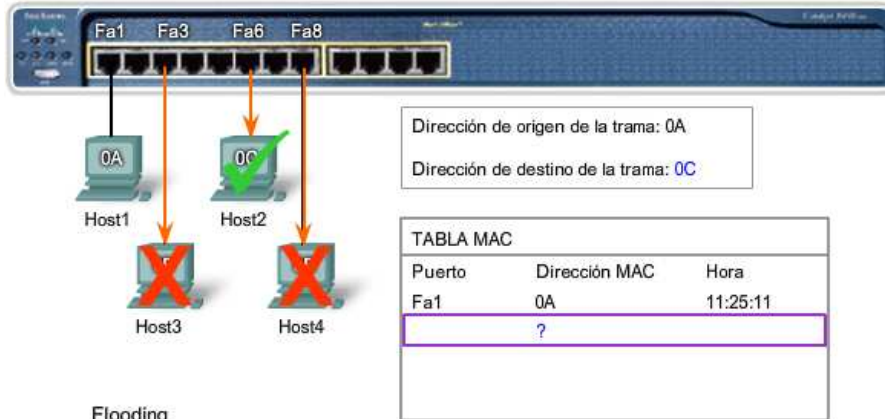 Fa1 Fa3 Fa6 Fa8
0A
0C
Host1
Host2
Host3
Host4
Dirección de origen de la trama: 0A
Dirección de destino de la trama: 0C
TABLA MAC
Puerto Dirección MAC Hora
Fa1 0A 11:25:11
?
Flooding